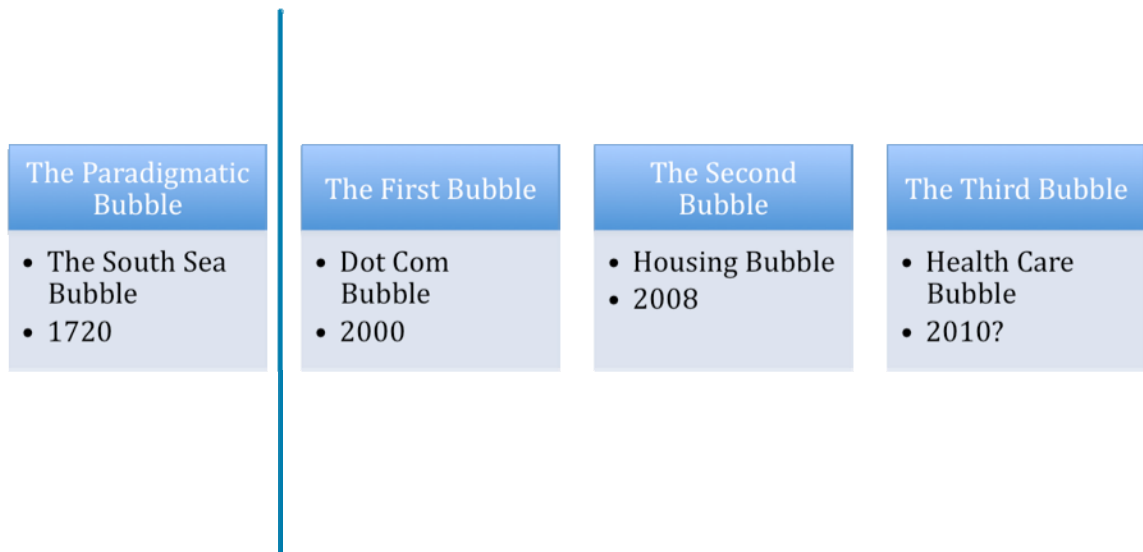 The Paradigmatic
Bubble
• The South Sea
Bubble
• 1720
The First Bubble
• Dot Com
Bubble
• 2000
The Second
Bubble
• Housing Bubble
• 2008
The Third Bubble
• Health Care
Bubble
• 2010?